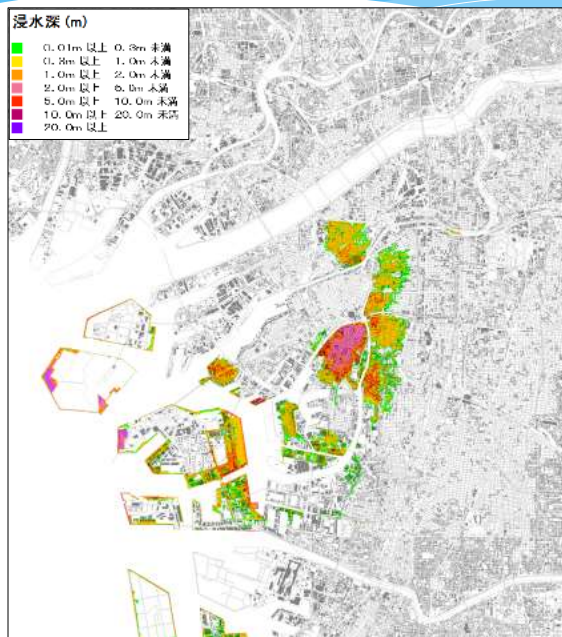 浸水深(m)
0.01m 以上 0.3m 未満
0.3m 以上 1.0m 未満
1.0m 以上 2.0m 未満
2.0m 以上 5.0m 未満
5.0m 以上 10.0m 未満
10.0m 以上 20.0m 未満
20.0m 以上